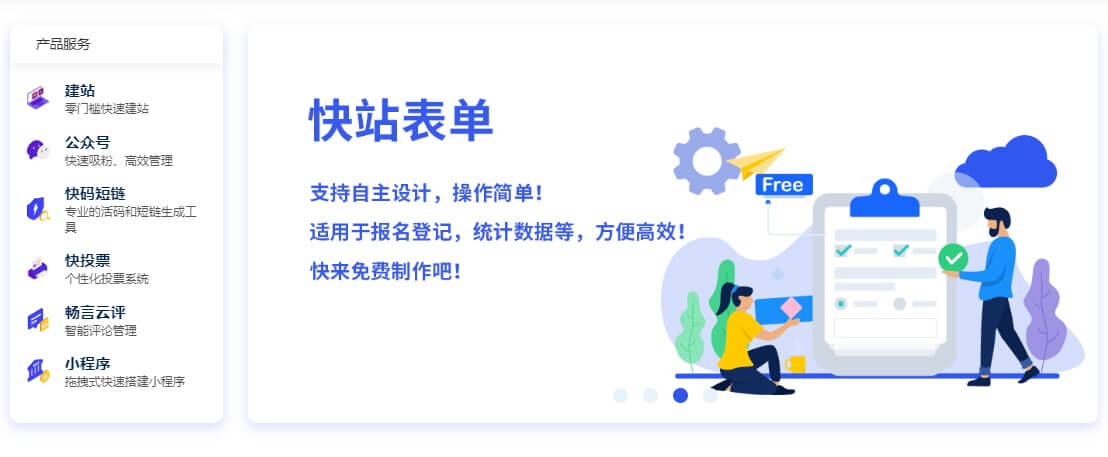 产品服务
建站
零门槛快速建站
公众号
快速吸粉、高效管理
快码短链
专业的活码和短链生成工
具
快投票
个性化投票系统
畅言云评
智能评论管理
小程序
拖拽式快速搭建小程序
快站表单
支持自主设计，操作简单！
适用于报名登记，统计数据等，方便高效！
快来免费制作吧！
Free